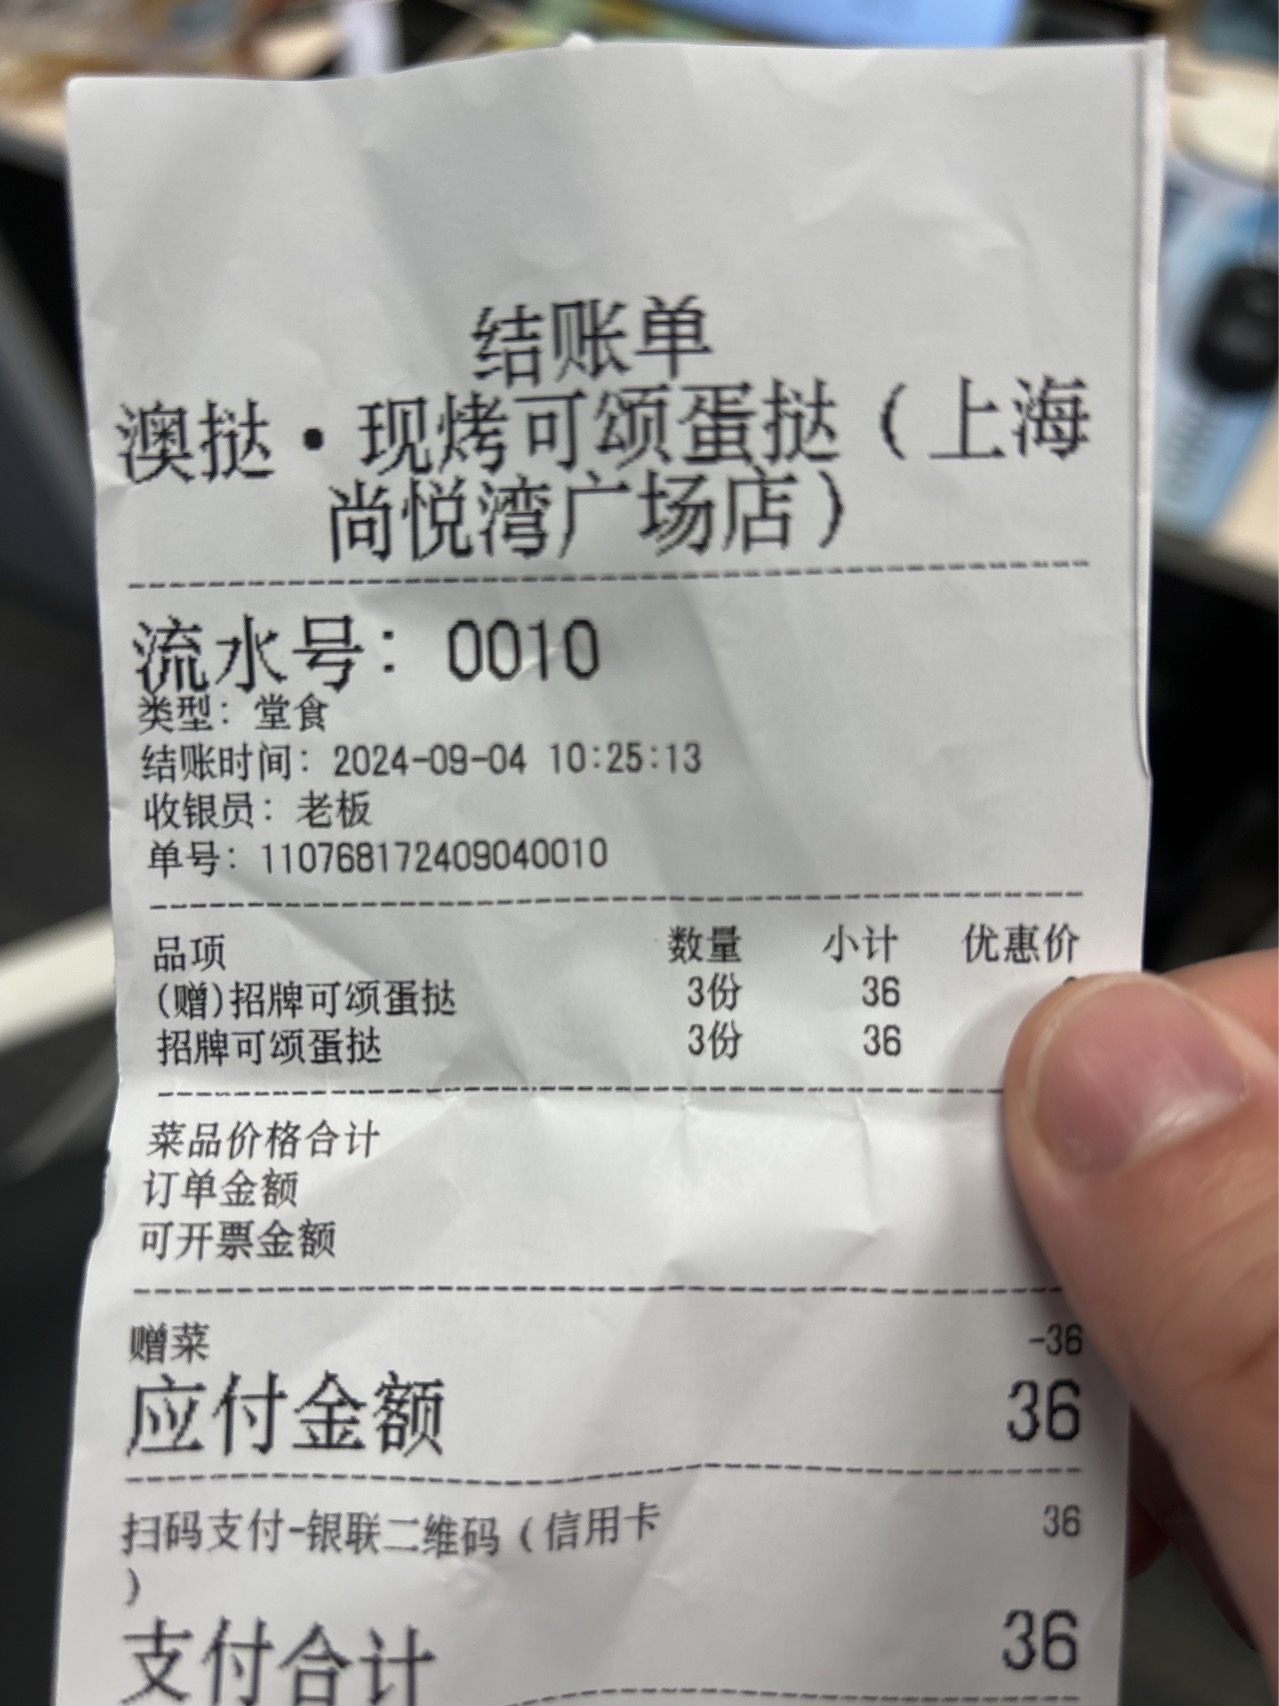 结账单
澳挞·现烤可颂蛋挞（上海
尚悦湾广场店）
流水号：0010
类型：堂食
结账时间：2024-09-04 10:25:13
收银员：老板
单号：110768172409040010
品项 数量 小计 优惠价
(赠)招牌可颂蛋挞 3份 36
招牌可颂蛋挞 3份 36
菜品价格合计
订单金额
可开票金额
赠菜 -36
应付金额 36
扫码支付-银联二维码（信用卡 36
）
支付合计 36